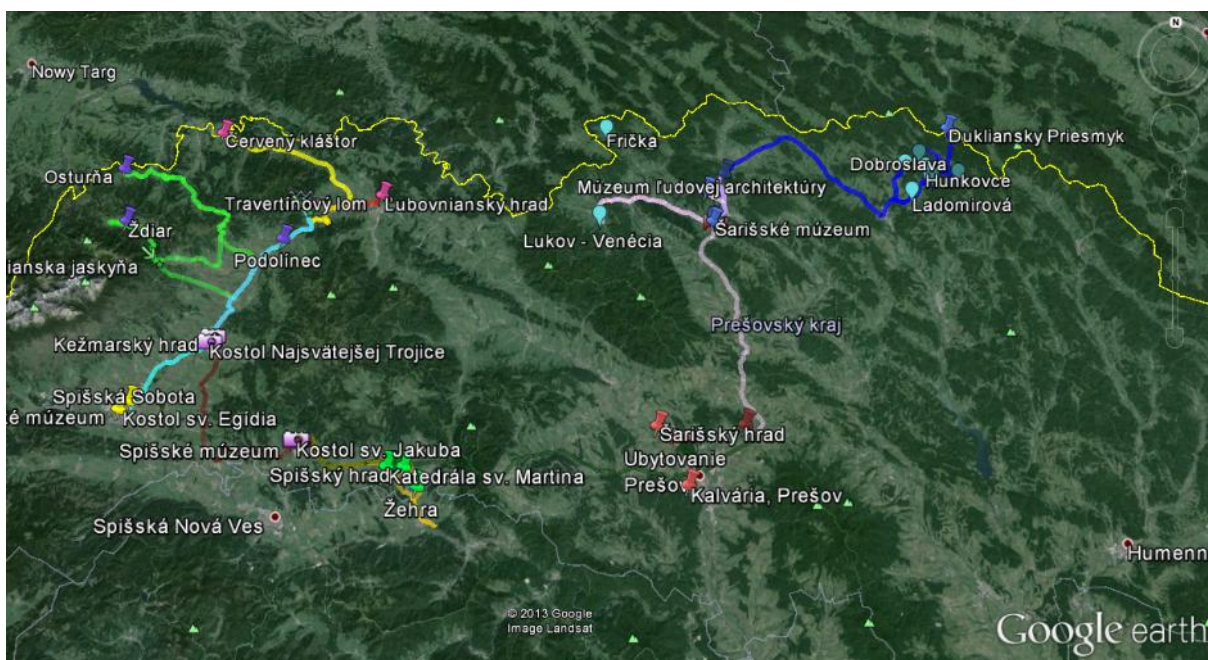 N
Nowy Targ
Červený kláštor
Frička
Dukliansky Priesmyk
Osturňa
Dobroslava
Hunkovce
Múzeum ľudovej architektúry
Travertínový lom
Ľubovniansky hrad
Ladomirová
Ždiar
Šarišské múzeum
Lukov - Venécia
Podolínec
ianska jaskyňa
Prešovský kraj
Kežmarský hrad
Kostol Najsvätejšej Trojice
Spišská Sobota
ké múzeum
Kostol sv. Egídia
Šarišský hrad
Spišské múzeum
Kostol sv. Jakuba
Ubytovanie
Spišský hrad
Katedrála sv. Martina
Prešov
Kalvária, Prešov
Žehra
Spišská Nová Ves
Humenn
© 2013 Google
Image Landsat
Google earth